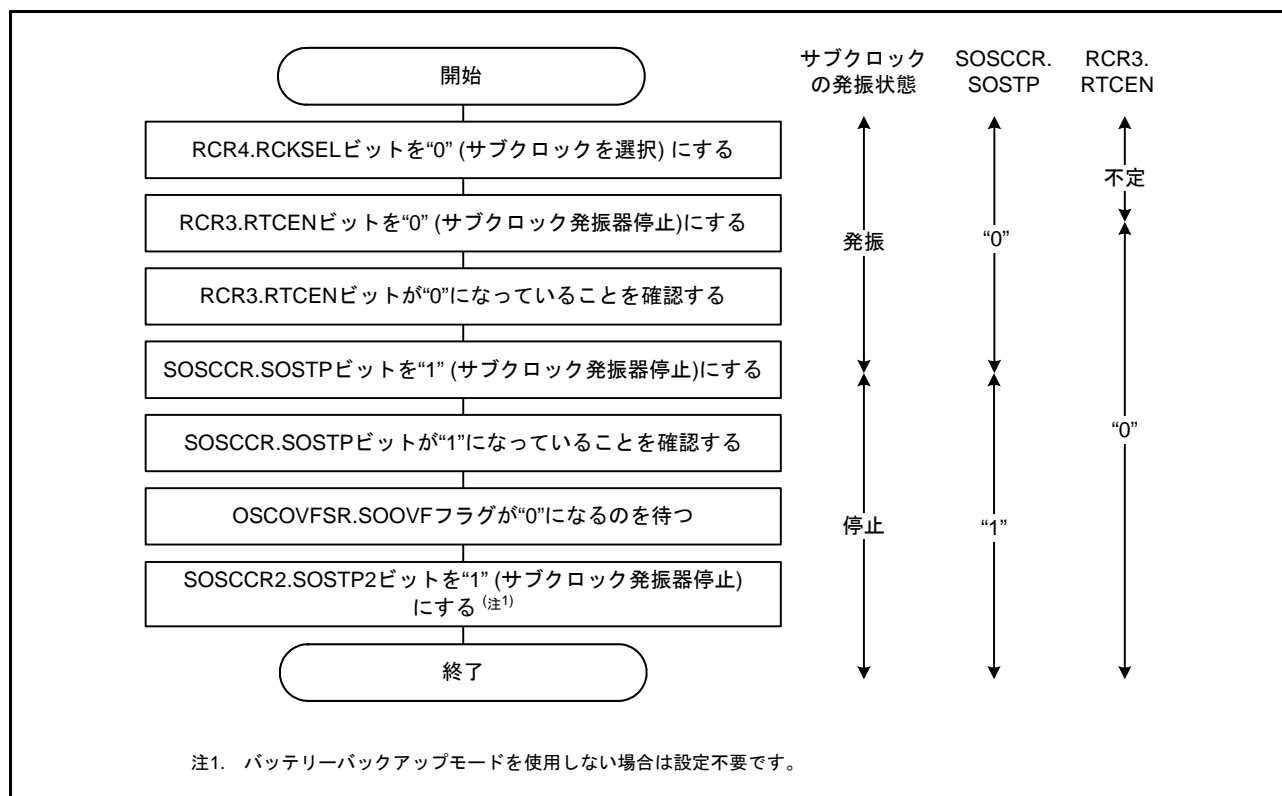 開始
サブクロック
の発振状態
SOSCCR.
SOSTP
RCR3.
RTCEN
RCR4.RCKSELビットを“0” (サブクロックを選択) にする
RCR3.RTCENビットを“0” (サブクロック発振器停止)にする
RCR3.RTCENビットが“0”になっていることを確認する
SOSCCR.SOSTPビットを“1” (サブクロック発振器停止)にする
SOSCCR.SOSTPビットが“1”になっていることを確認する
OSCOVFSR.SOOVFフラグが“0”になるのを待つ
SOSCCR2.SOSTP2ビットを“1” (サブクロック発振器停止)
にする (注1)
終了
発振
停止
“0”
“1”
不定
“0”
注1. バッテリーバックアップモードを使用しない場合は設定不要です。